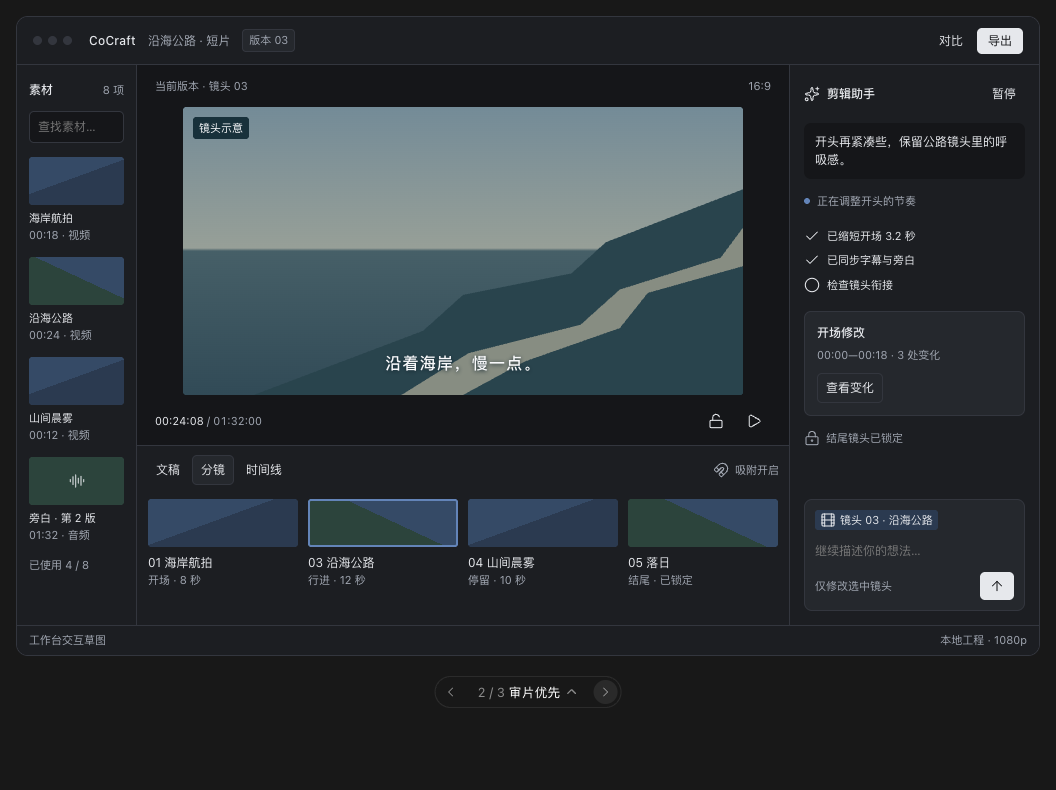 CoCraft 沿海公路 · 短片 版本 03 对比 导出
素材 8 项
查找素材...
海岸航拍
00:18 · 视频
沿海公路
00:24 · 视频
山间晨雾
00:12 · 视频
旁白 · 第 2 版
01:32 · 音频
已使用 4 / 8
当前版本 · 镜头 03 16:9
镜头示意
沿着海岸，慢一点。
00:24:08 / 01:32:00
文稿 分镜 时间线 吸附开启
01 海岸航拍
开场 · 8 秒
03 沿海公路
行进 · 12 秒
04 山间晨雾
停留 · 10 秒
05 落日
结尾 · 已锁定
剪辑助手 暂停
开头再紧凑些，保留公路镜头里的呼
吸感。
正在调整开头的节奏
已缩短开场 3.2 秒
已同步字幕与旁白
检查镜头衔接
开场修改
00:00—00:18 · 3 处变化
查看变化
结尾镜头已锁定
镜头 03 · 沿海公路
继续描述你的想法...
仅修改选中镜头
工作台交互草图 本地工程 · 1080p
2 / 3 审片优先